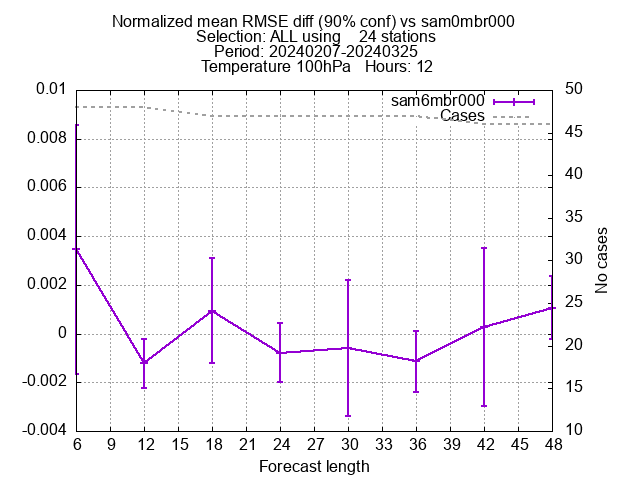 Normalized mean RMSE diff (90% conf) vs sam0mbr000
Selection: ALL using    24 stations
Period: 20240207-20240325
Temperature 100hPa   Hours: 12
sam6mbr000
Cases
0.01
0.008
0.006
0.004
0.002
0
-0.002
-0.004
50
45
40
35
30
25
20
15
10
No cases
6 9 12 15 18 21 24 27 30 33 36 39 42 45 48
Forecast length